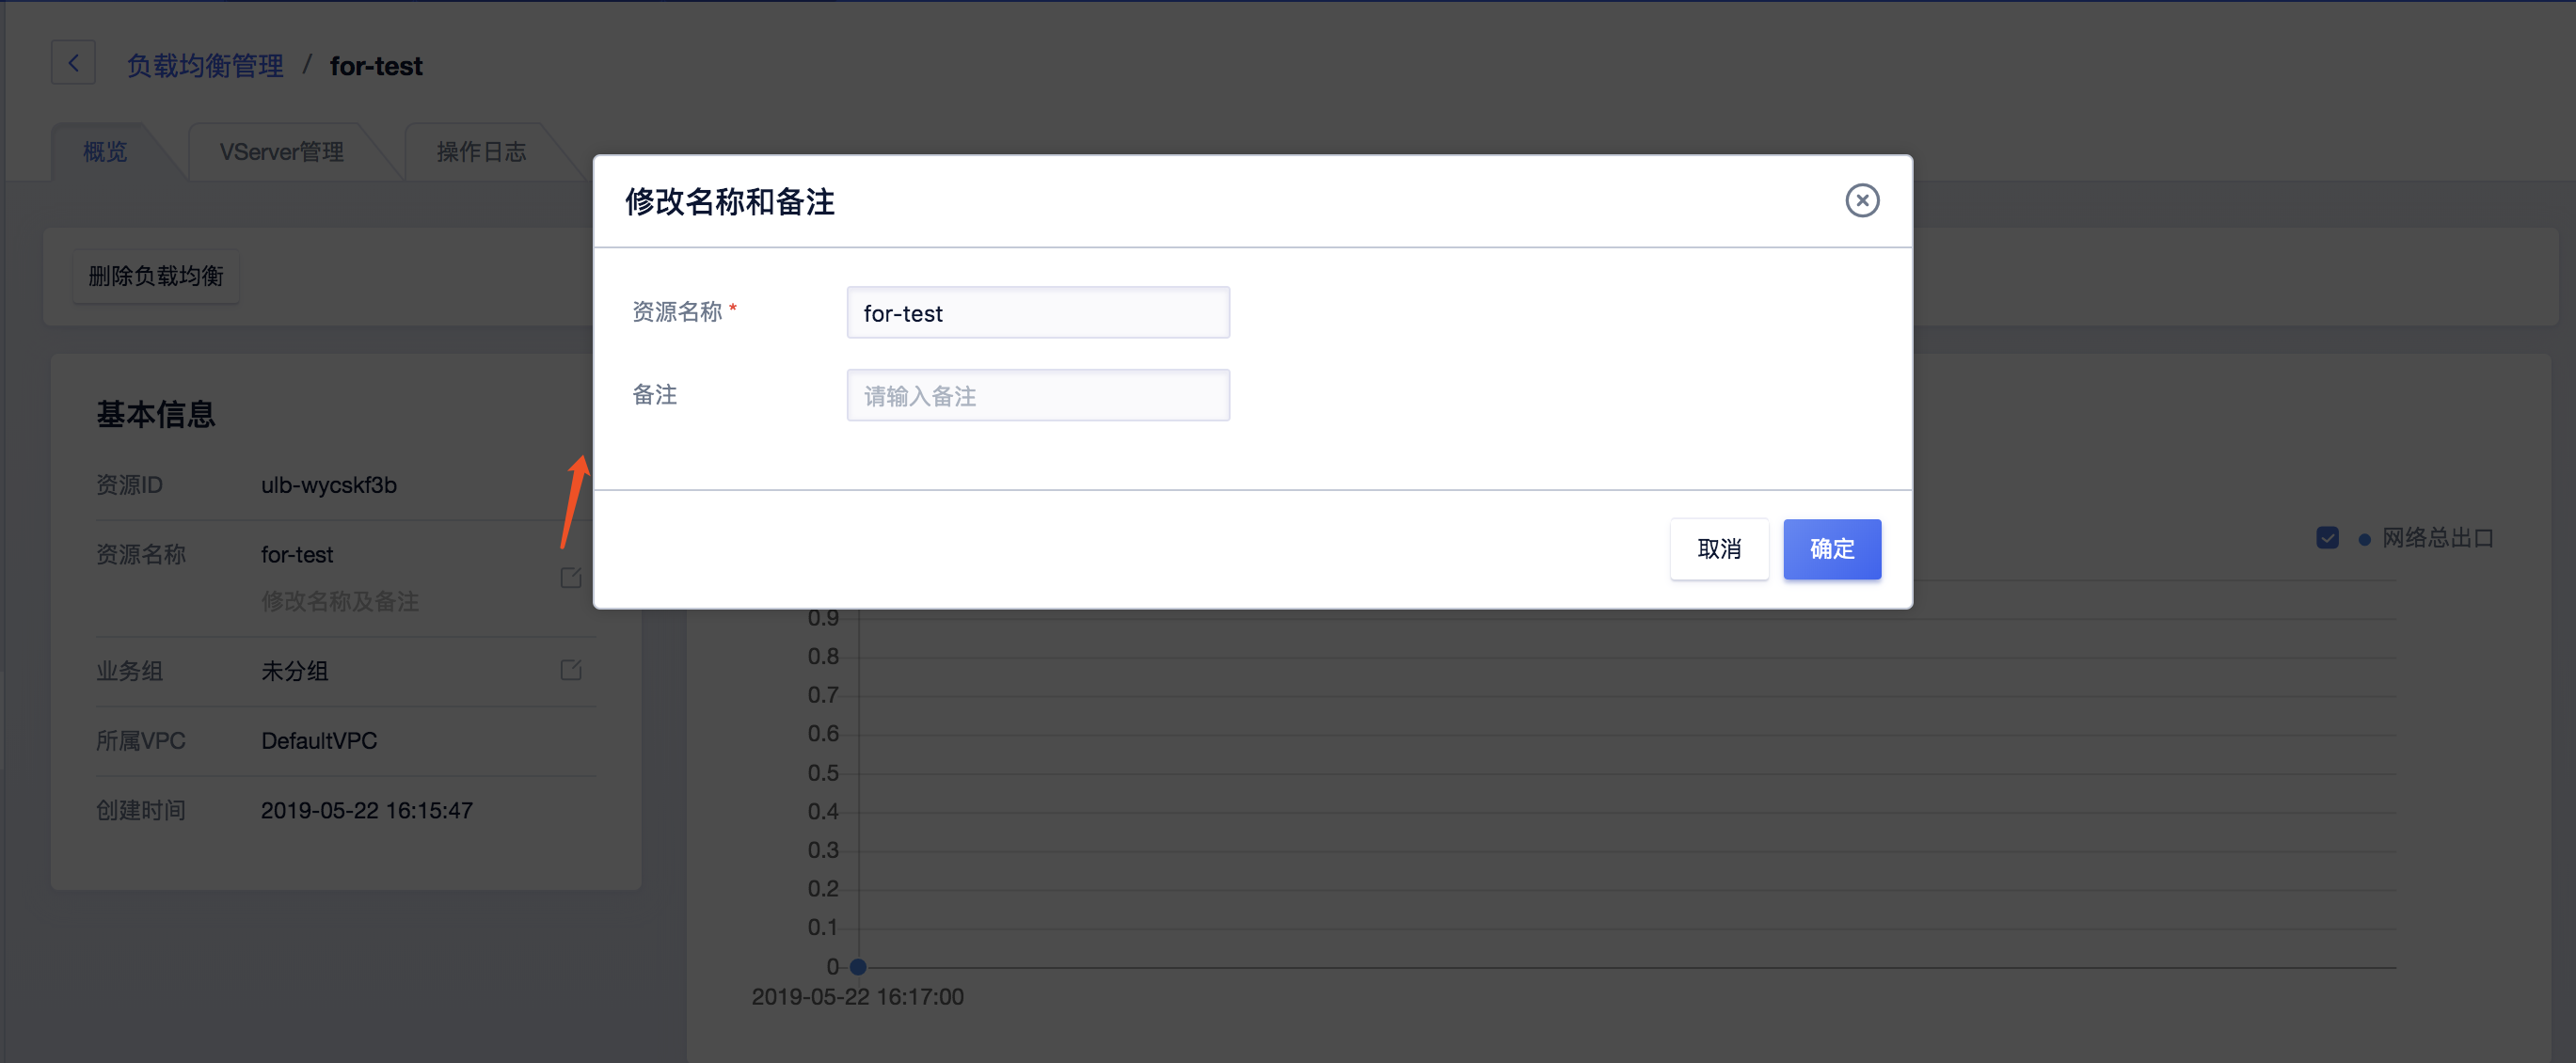 负载均衡管理 / for-test
概览
VServer管理
操作日志
修改名称和备注
删除负载均衡
资源名称 *
for-test
备注
请输入备注
取消
确定
基本信息
资源ID
ulb-wycskf3b
资源名称
for-test
修改名称及备注
业务组
未分组
所属VPC
DefaultVPC
创建时间
2019-05-22 16:15:47
网络总出口
0.9
0.8
0.7
0.6
0.5
0.4
0.3
0.2
0.1
0
2019-05-22 16:17:00